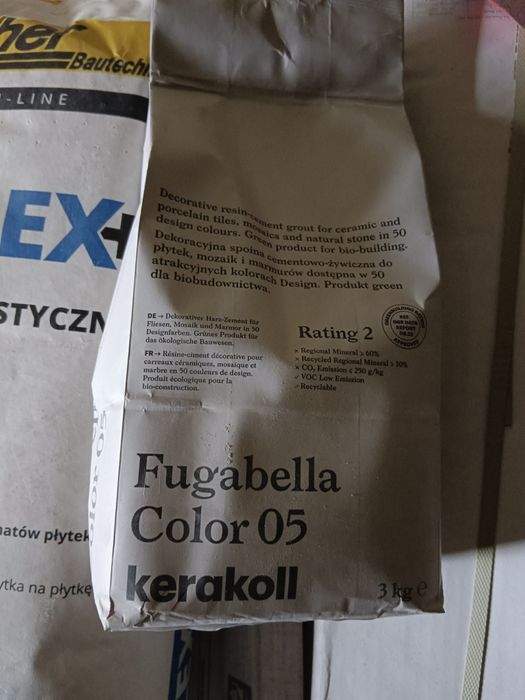 her
Bautechn
-LINE
EX+
STYCZN
matów płytek
ytka na płytkę
Decorative resin-cement grout for ceramic and
porcelain tiles, mosaics and natural stone in 50
design colours. Green product for bio-building.
Dekoracyjna spoina cementowo-żywiczna do
płytek, mozaik i marmurów dostępna w 50
atrakcyjnych kolorach Design. Produkt green
dla biobudownictwa.
DE → Dekorativer Harz-Zement für
Fliesen, Mosaik und Marmor in 50
Designfarben. Grünes Produkt für
das ökologische Bauwesen.
FR → Résine-ciment décorative pour
carreaux céramiques, mosaïque et
marbre en 50 couleurs de design.
Produit écologique pour la
bio-construction.
Rating 2
× Regional Mineral ≥ 60%
× Recycled Regional Mineral ≥ 30%
× CO₂ Emission ≤ 250 g/kg
✓ VOC Low Emission
✓ Recyclable
Fugabella
Color 05
kerakoll
3 kg e